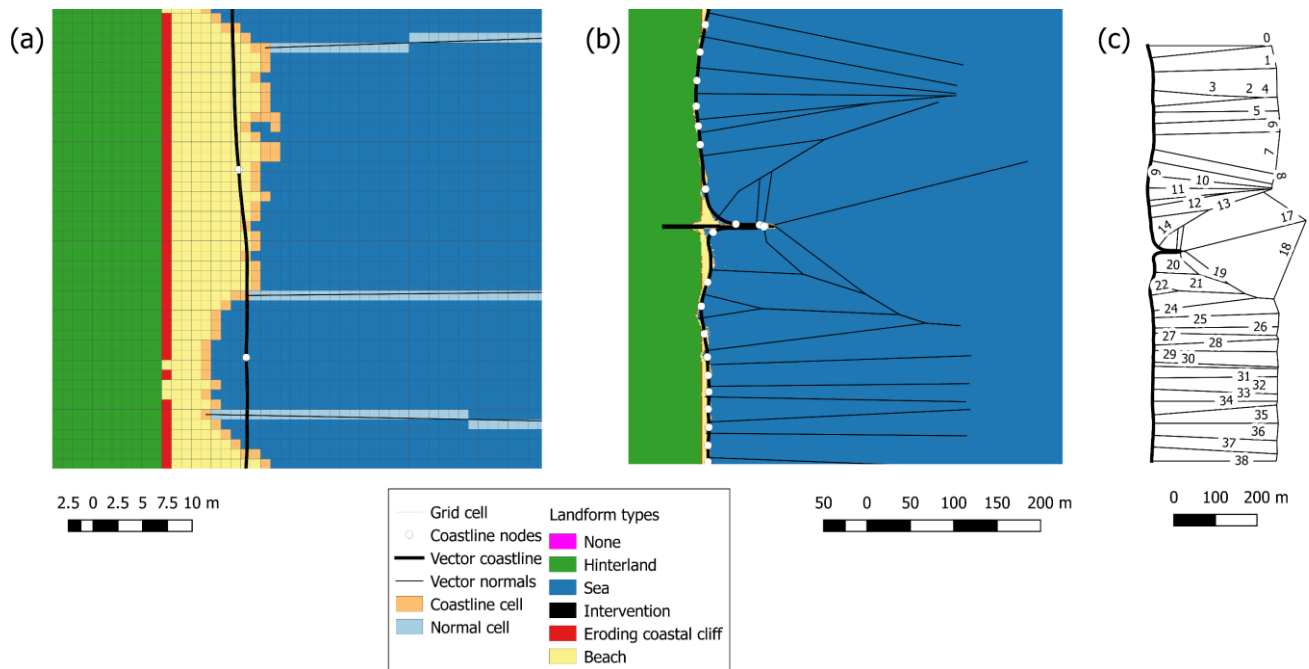 (a)
(b)
(c)
0
1
3
2
4
5
6
7
8
9
10
11
12
13
14
17
18
19
20
21
22
24
25
26
27
28
29
30
31
32
33
34
35
36
37
38
2.5 0 2.5 5 7.5 10 m
50 0 50 100 150 200 m
0 100 200 m
Grid cell
Coastline nodes
Vector coastline
Vector normals
Coastline cell
Normal cell
Landform types
None
Hinterland
Sea
Intervention
Eroding coastal cliff
Beach